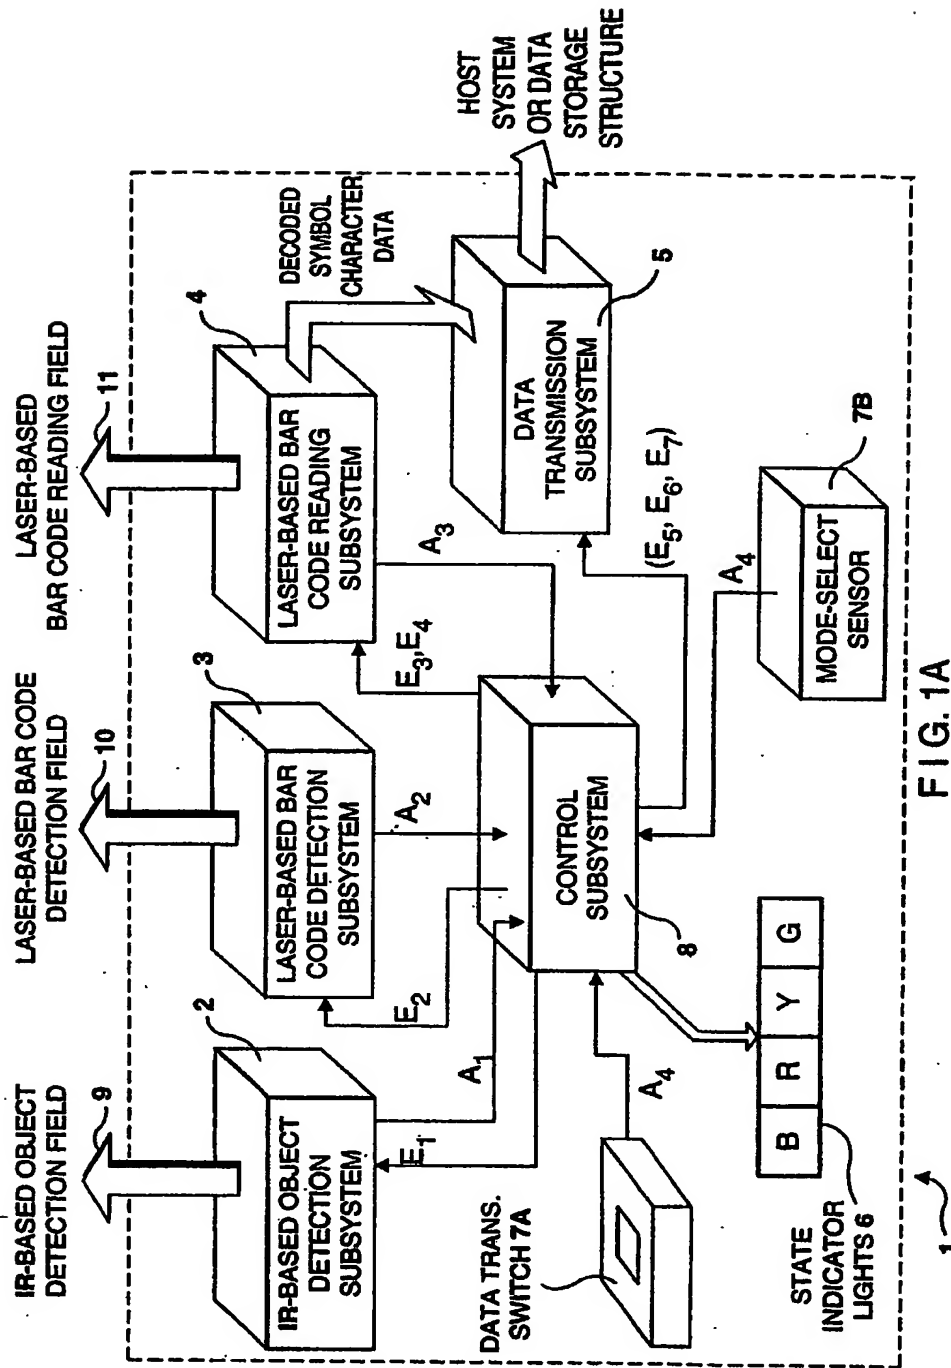 IR-BASED OBJECT
DETECTION FIELD
9
LASER-BASED BAR CODE
DETECTION FIELD
10
LASER-BASED
BAR CODE READING FIELD
11
2
IR-BASED OBJECT
DETECTION
SUBSYSTEM
3
LASER-BASED BAR
CODE DETECTION
SUBSYSTEM
4
LASER-BASED BAR
CODE READING
SUBSYSTEM
DECODED
SYMBOL
CHARACTER
DATA
HOST
SYSTEM
OR DATA
STORAGE
STRUCTURE
E1
A1
E2
A2
E3,E4
A3
DATA
TRANSMISSION
SUBSYSTEM
5
(E5, E6, E7)
CONTROL
SUBSYSTEM
8
DATA TRANS.
SWITCH 7A
A4
A4
MODE-SELECT
SENSOR
7B
STATE
INDICATOR
LIGHTS 6
B R Y G
1
FIG. 1A